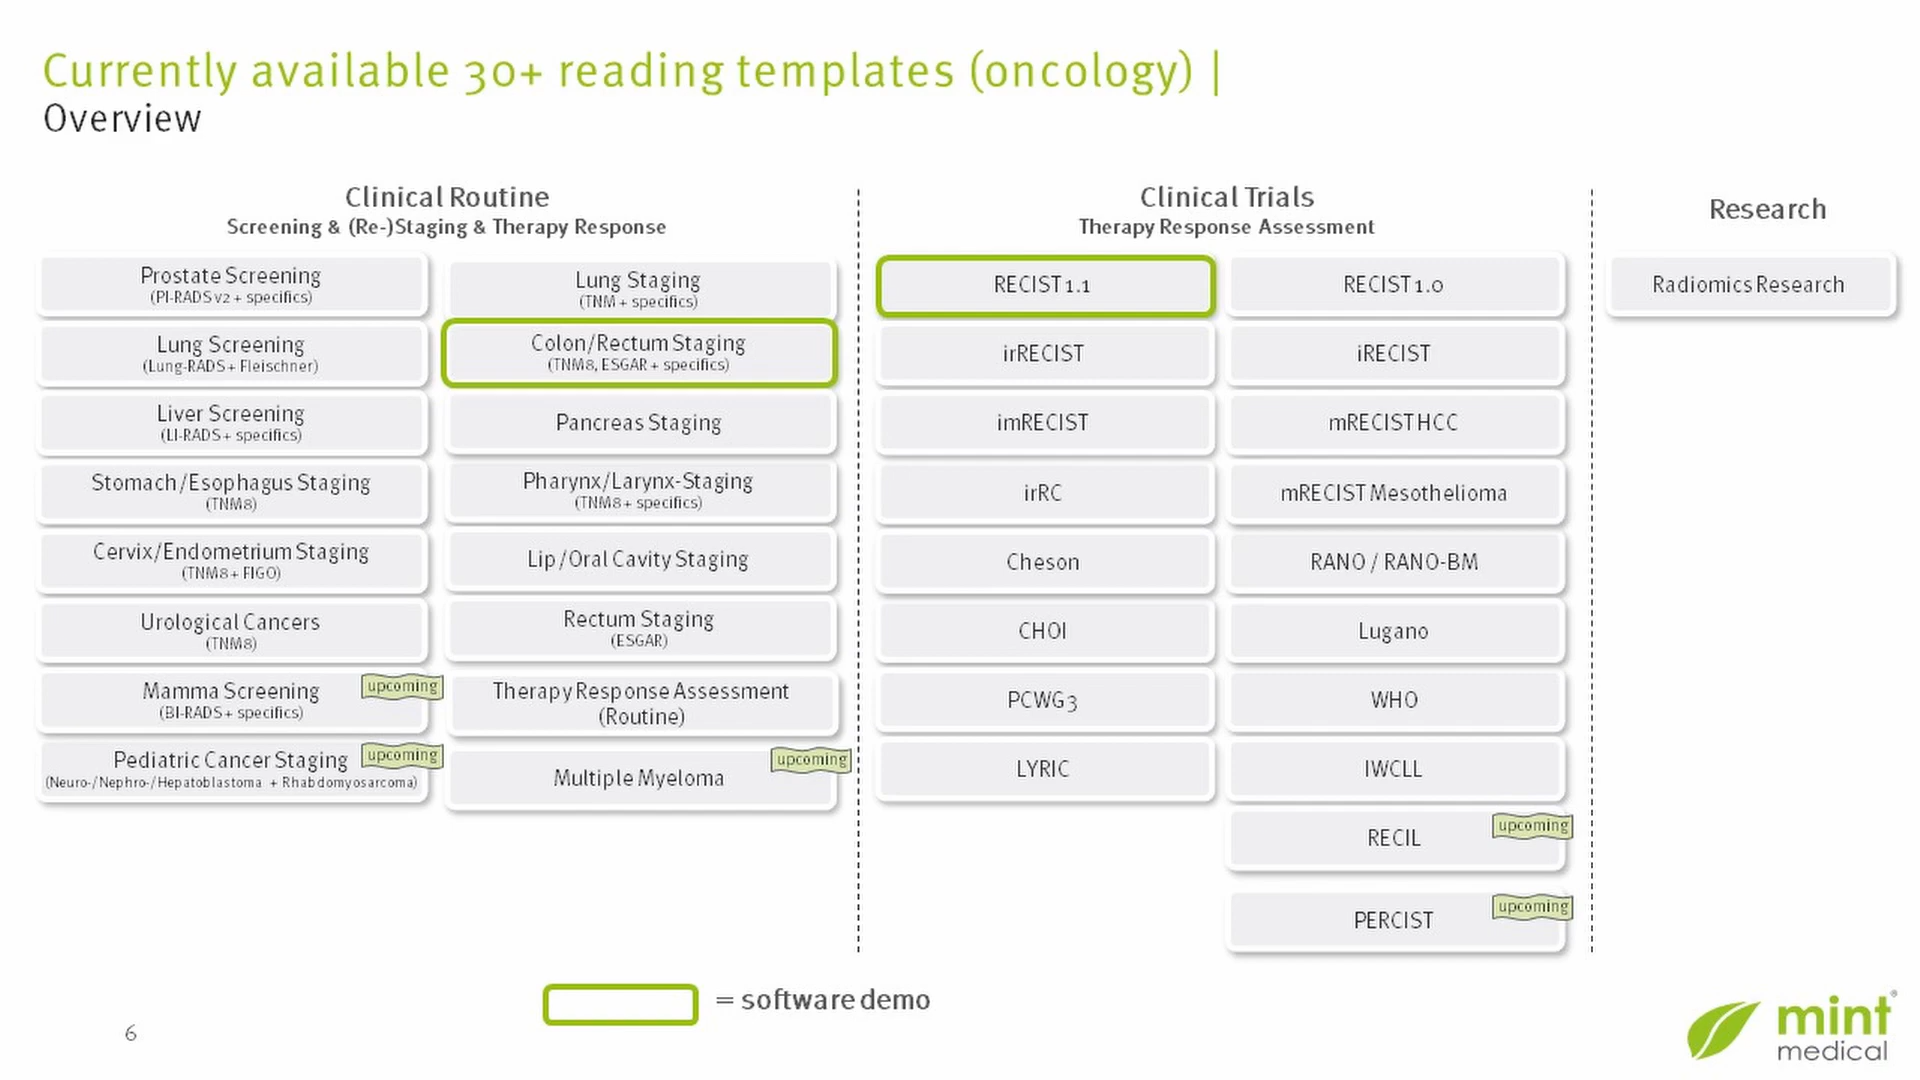 Currently available 30+ reading templates (oncology) |
Overview
Clinical Routine
Screening & (Re-)Staging & Therapy Response
Prostate Screening
(PI-RADS v2 + specifics)
Lung Screening
(Lung-RADS + Fleischner)
Liver Screening
(LI-RADS + specifics)
Stomach/Esophagus Staging
(TNM8)
Cervix/Endometrium Staging
(TNM8 + FIGO)
Urological Cancers
(TNM8)
Mamma Screening
(BI-RADS + specifics)
upcoming
Pediatric Cancer Staging
(Neuro-/Nephro-/Hepatoblastoma + Rhabdomyosarcoma)
upcoming
Lung Staging
(TNM + specifics)
Colon/Rectum Staging
(TNM8, ESGAR + specifics)
Pancreas Staging
Pharynx/Larynx-Staging
(TNM8 + specifics)
Lip/Oral Cavity Staging
Rectum Staging
(ESGAR)
Therapy Response Assessment
(Routine)
Multiple Myeloma
upcoming
Clinical Trials
Therapy Response Assessment
RECIST 1.1
irRECIST
imRECIST
irRC
Cheson
CHOI
PCWG3
LYRIC
RECIST 1.0
iRECIST
mRECIST HCC
mRECIST Mesothelioma
RANO / RANO-BM
Lugano
WHO
IWCLL
RECIL
upcoming
PERCIST
upcoming
Research
Radiomics Research
= software demo
6
mint®
medical